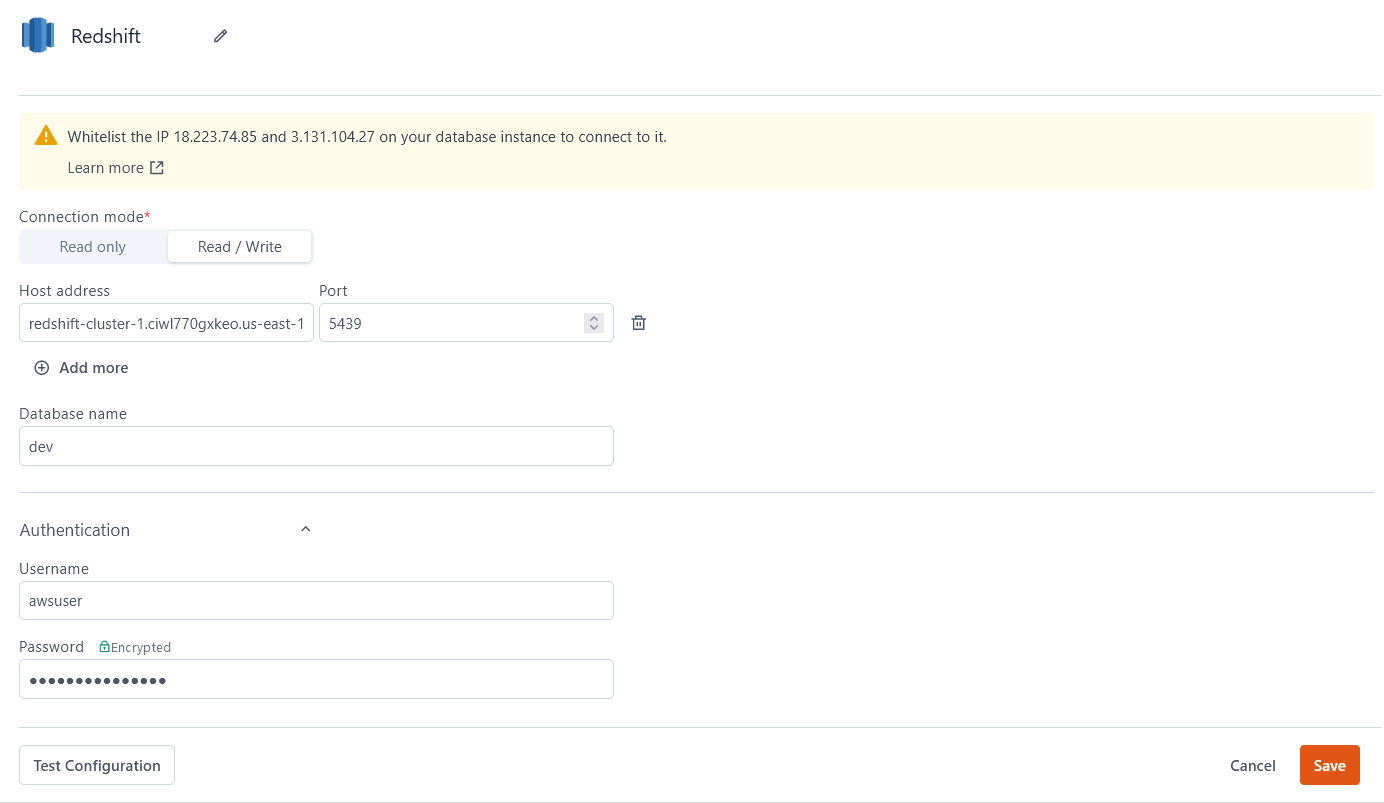 Redshift
Whitelist the IP 18.223.74.85 and 3.131.104.27 on your database instance to connect to it.
Learn more
Connection mode*
Read only Read / Write
Host address Port
redshift-cluster-1.ciwl770gxkeo.us-east-1 5439
Add more
Database name
dev
Authentication
Username
awsuser
Password Encrypted
•••••••••••••••
Test Configuration Cancel Save